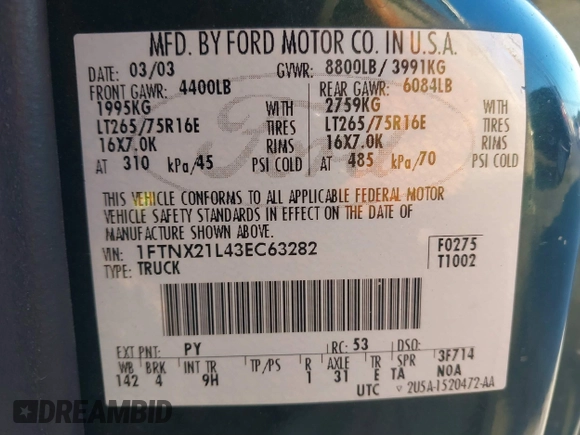 MFD. BY FORD MOTOR CO. IN U.S.A.
DATE: 03/03 GVWR: 8800LB/ 3991KG
FRONT GAWR: 4400LB REAR GAWR: 6084LB
1995KG WITH 2759KG WITH
LT265/75R16E TIRES LT265/75R16E TIRES
16X7.0K RIMS 16X7.0K RIMS
AT 310 kPa/45 PSI COLD AT 485 kPa/70 PSI COLD
THIS VEHICLE CONFORMS TO ALL APPLICABLE FEDERAL MOTOR
VEHICLE SAFETY STANDARDS IN EFFECT ON THE DATE OF
MANUFACTURE SHOWN ABOVE.
VIN: 1FTNX21L43EC63282 F0275
TYPE: TRUCK T1002
EXT PNT: PY RC: 53 DSO:
WB BRK INT TR TP/PS R AXLE TR SPR 3F714
142 4 9H 1 31 E TA NOA
UTC 2U5A-1520472-AA
Ford
DREAMBID